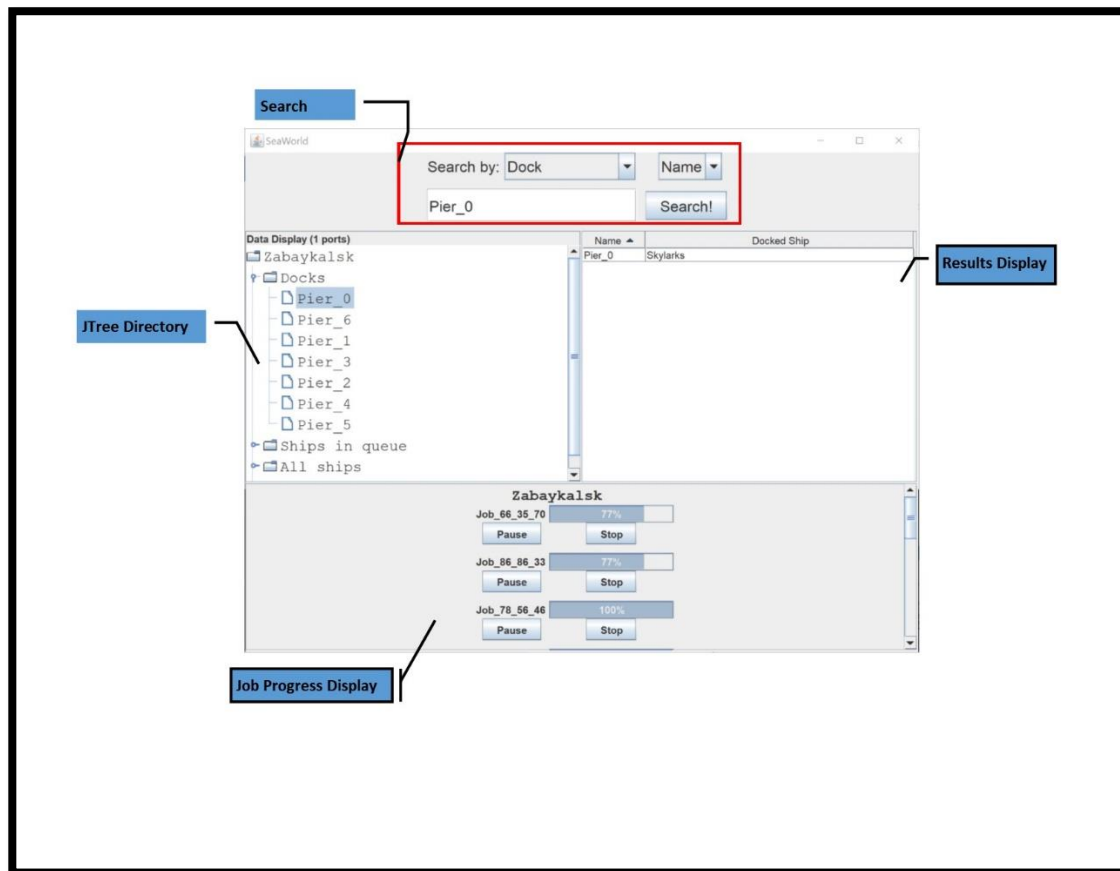 Search
SeaWorld
Search by: Dock Name
Pier_0 Search!
Data Display (1 ports)
Zabaykalsk
Docks
Pier_0
Pier_6
Pier_1
Pier_3
Pier_2
Pier_4
Pier_5
Ships in queue
All ships
Name Docked Ship
Pier_0 Skylarks
Results Display
JTree Directory
Zabaykalsk
Job_66_35_70 77%
Pause Stop
Job_86_86_33 77%
Pause Stop
Job_78_56_46 100%
Pause Stop
Job Progress Display